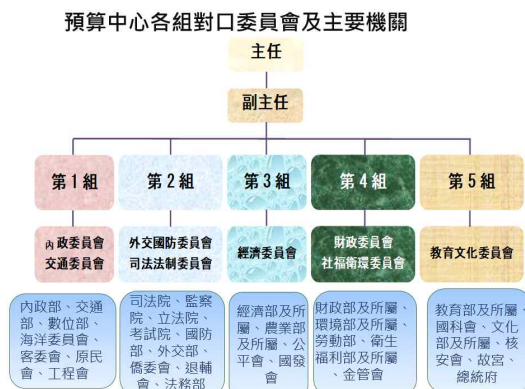 預算中心各組對口委員會及主要機關
主任
副主任
第1組
第2組
第3組
第4組
第5組
內政委員會
交通委員會
外交國防委員會
司法法制委員會
經濟委員會
財政委員會
社福衛環委員會
教育文化委員會
內政部、交通
部、數位部、
海洋委員會、
客委會、原民
會、工程會
司法院、監察
院、立法院、
考試院、國防
部、外交部、
僑委會、退輔
會、法務部
經濟部及所
屬、農業部
及所屬、公
平會、國發
會
財政部及所屬、
環境部及所屬、
勞動部、衛生
福利部及所屬
、金管會
教育部及所屬、
國科會、文化
部及所屬、核
安會、故宮、
總統府